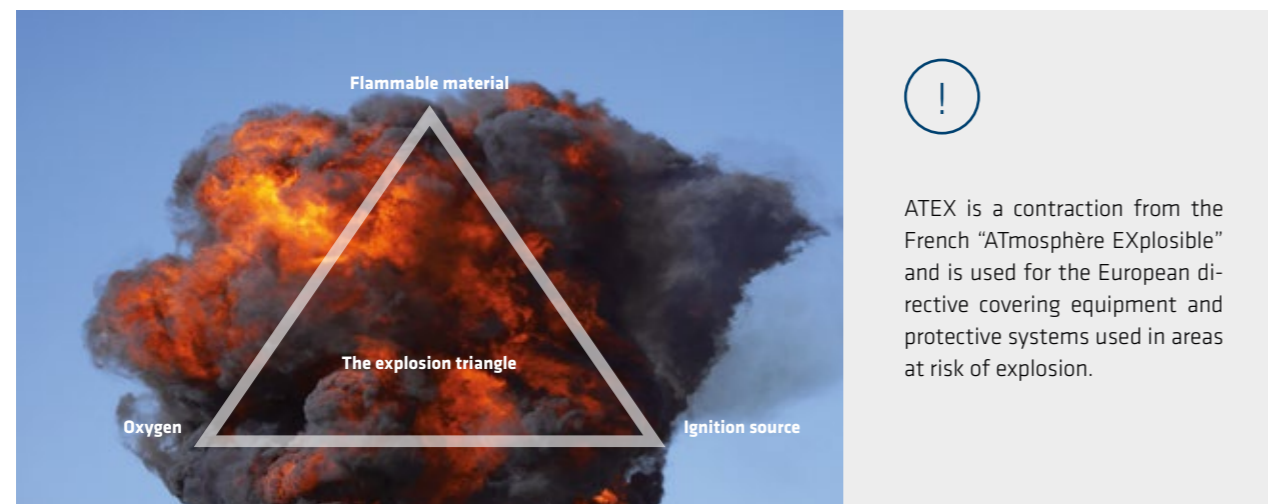 Flammable material
The explosion triangle
Oxygen
Ignition source
!
ATEX is a contraction from the
French “ATmosphère EXplosible”
and is used for the European di-
rective covering equipment and
protective systems used in areas
at risk of explosion.